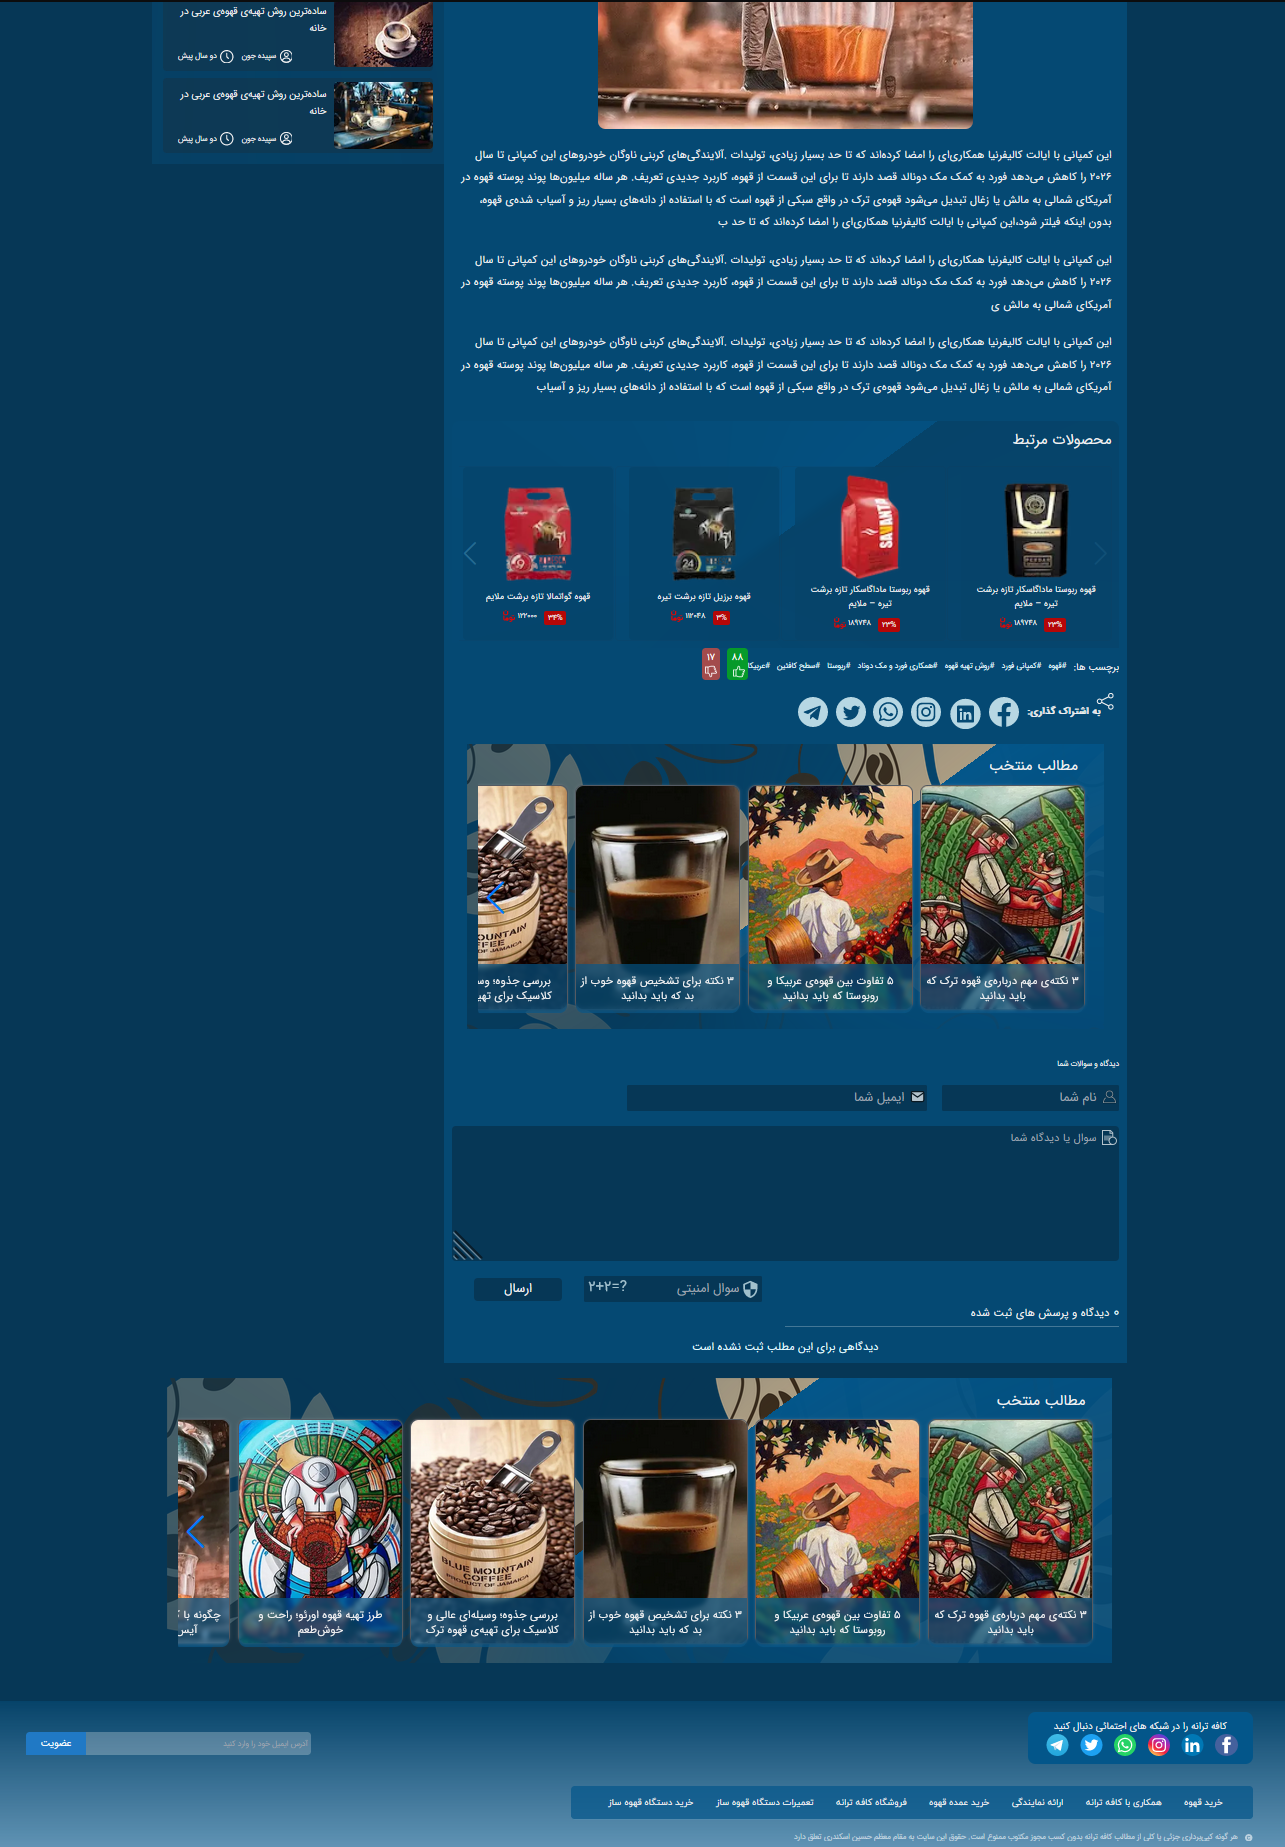 ساده‌ترین روش تهیه‌ی قهوه‌ی عربی در
خانه
سپیده جون
دو سال پیش
ساده‌ترین روش تهیه‌ی قهوه‌ی عربی در
خانه
سپیده جون
دو سال پیش
این کمپانی با ایالت کالیفرنیا همکاری‌ای را امضا کرده‌اند که تا حد بسیار زیادی، تولیدات .آلایندگی‌های کربنی ناوگان خودروهای این کمپانی تا سال
۲۰۲۶ را کاهش می‌دهد فورد به کمک مک دونالد قصد دارند تا برای این قسمت از قهوه، کاربرد جدیدی تعریف. هر ساله میلیون‌ها پوند پوسته قهوه در
آمریکای شمالی به مالش یا زغال تبدیل می‌شود قهوه‌ی ترک در واقع سبکی از قهوه است که با استفاده از دانه‌های بسیار ریز و آسیاب شده‌ی قهوه،
بدون اینکه فیلتر شود،این کمپانی با ایالت کالیفرنیا همکاری‌ای را امضا کرده‌اند که تا حد ب
این کمپانی با ایالت کالیفرنیا همکاری‌ای را امضا کرده‌اند که تا حد بسیار زیادی، تولیدات .آلایندگی‌های کربنی ناوگان خودروهای این کمپانی تا سال
۲۰۲۶ را کاهش می‌دهد فورد به کمک مک دونالد قصد دارند تا برای این قسمت از قهوه، کاربرد جدیدی تعریف. هر ساله میلیون‌ها پوند پوسته قهوه در
آمریکای شمالی به مالش ی
این کمپانی با ایالت کالیفرنیا همکاری‌ای را امضا کرده‌اند که تا حد بسیار زیادی، تولیدات .آلایندگی‌های کربنی ناوگان خودروهای این کمپانی تا سال
۲۰۲۶ را کاهش می‌دهد فورد به کمک مک دونالد قصد دارند تا برای این قسمت از قهوه، کاربرد جدیدی تعریف. هر ساله میلیون‌ها پوند پوسته قهوه در
آمریکای شمالی به مالش یا زغال تبدیل می‌شود قهوه‌ی ترک در واقع سبکی از قهوه است که با استفاده از دانه‌های بسیار ریز و آسیاب
محصولات مرتبط
SAVANTA
24
9
قهوه ربوستا ماداگاسکار تازه برشت
تیره – ملایم
۲۳% ۱۸۹۷۴۸
قهوه ربوستا ماداگاسکار تازه برشت
تیره – ملایم
۲۳% ۱۸۹۷۴۸
قهوه برزیل تازه برشت تیره
۳% ۱۱۲۰۴۸
قهوه گواتمالا تازه برشت ملایم
۳۴% ۱۲۲۰۰۰
برچسب ها: #قهوه #کمپانی فورد #روش تهیه قهوه #همکاری فورد و مک دوناد #ربوستا #سطح کافئین #عربیکا
۸۸
۱۷
به اشتراک گذاری:
مطالب منتخب
MOUNTAIN
COFFEE
OF JAMAICA
۳ نکته‌ی مهم درباره‌ی قهوه ترک که
باید بدانید
۵ تفاوت بین قهوه‌ی عربیکا و
روبوستا که باید بدانید
۳ نکته برای تشخیص قهوه خوب از
بد که باید بدانید
بررسی جذوه؛ وس
کلاسیک برای تهی
دیدگاه و سوالات شما
نام شما
ایمیل شما
سوال یا دیدگاه شما
سوال امنیتی
۲+۲=?
ارسال
۰ دیدگاه و پرسش های ثبت شده
دیدگاهی برای این مطلب ثبت نشده است
مطالب منتخب
BLUE MOUNTAIN
COFFEE
PRODUCT OF JAMAICA
۳ نکته‌ی مهم درباره‌ی قهوه ترک که
باید بدانید
۵ تفاوت بین قهوه‌ی عربیکا و
روبوستا که باید بدانید
۳ نکته برای تشخیص قهوه خوب از
بد که باید بدانید
بررسی جذوه؛ وسیله‌ای عالی و
کلاسیک برای تهیه‌ی قهوه ترک
طرز تهیه قهوه اورئو؛ راحت و
خوش‌طعم
چگونه با
آیس
کافه ترانه را در شبکه های اجتماعی دنبال کنید
آدرس ایمیل خود را وارد کنید
عضویت
خرید قهوه
همکاری با کافه ترانه
ارائه نمایندگی
خرید عمده قهوه
فروشگاه کافه ترانه
تعمیرات دستگاه قهوه ساز
خرید دستگاه قهوه ساز
هر گونه کپی‌برداری جزئی یا کلی از مطالب کافه ترانه بدون کسب مجوز مکتوب ممنوع است. حقوق این سایت به مقام معظم حسین اسکندری تعلق دارد